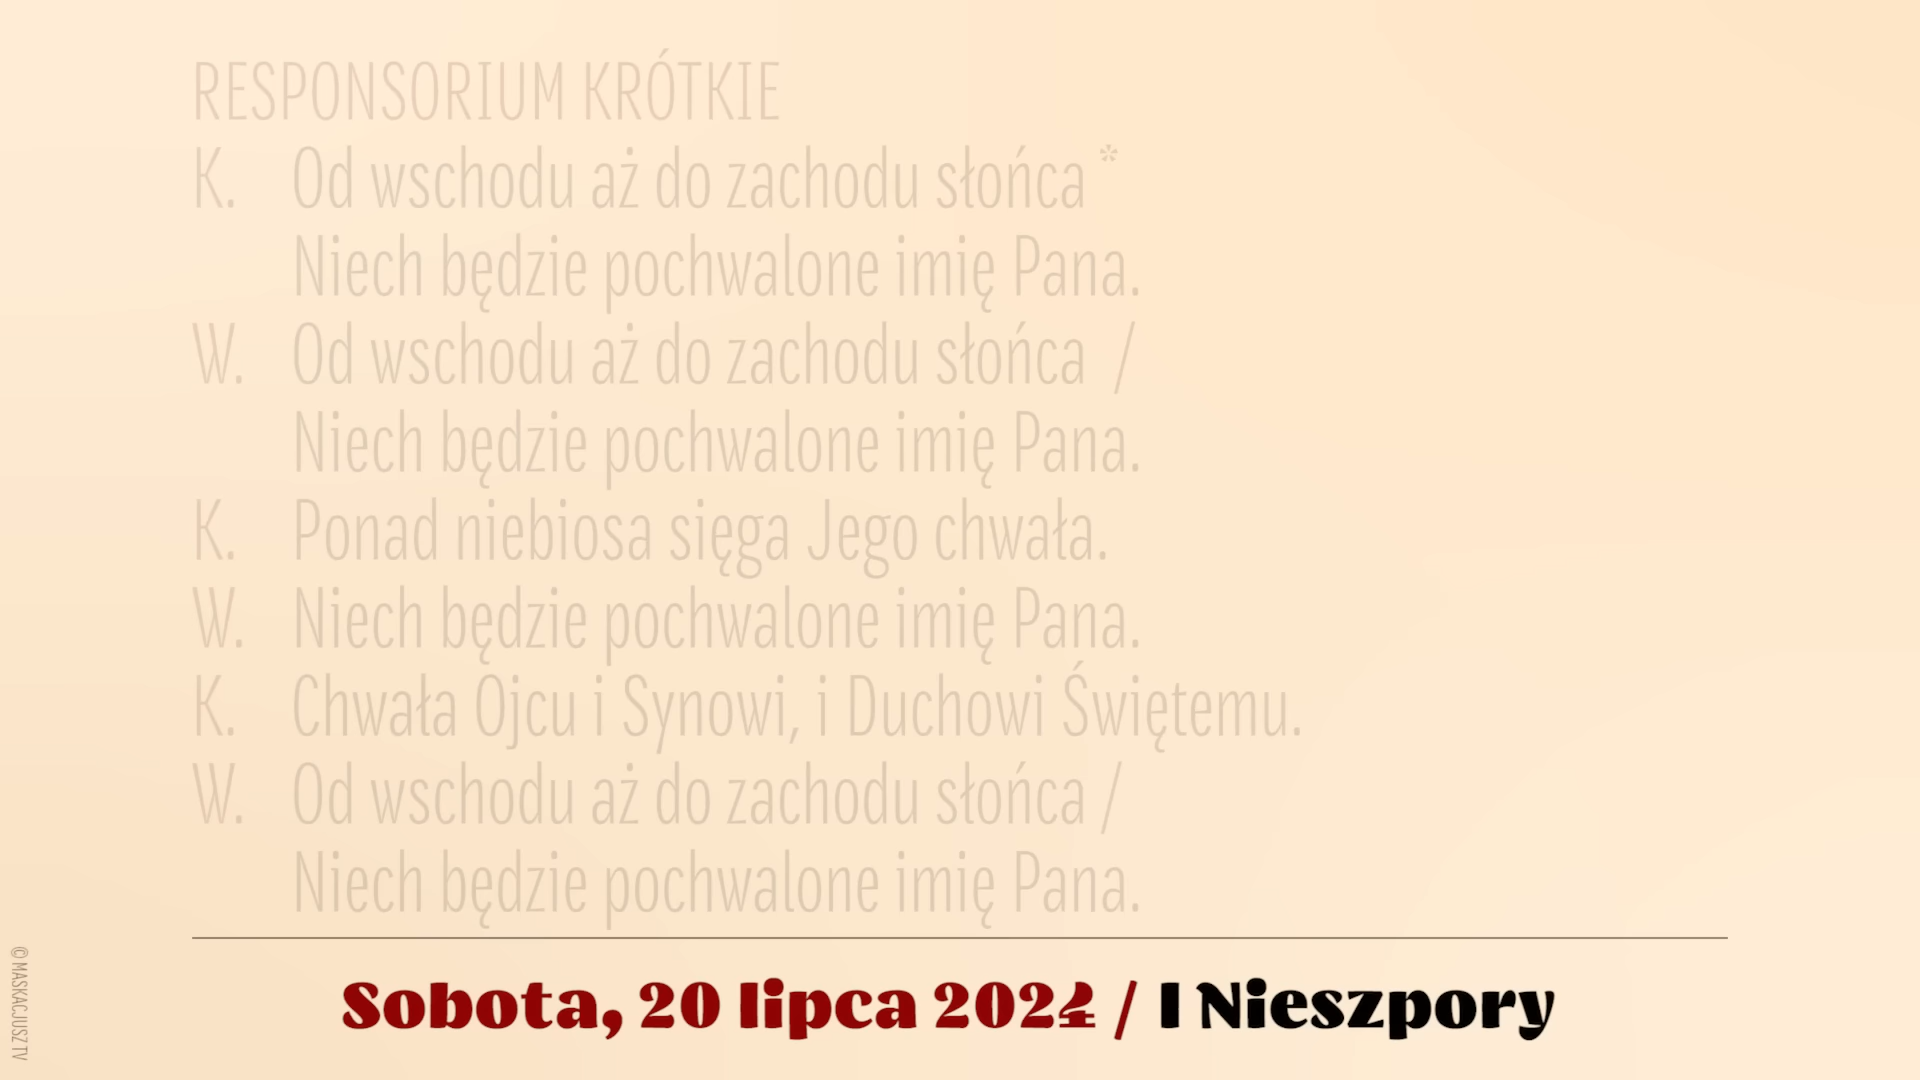 RESPONSORIUM KRÓTKIE
K. Od wschodu aż do zachodu słońca *
Niech będzie pochwalone imię Pana.
W. Od wschodu aż do zachodu słońca /
Niech będzie pochwalone imię Pana.
K. Ponad niebiosa sięga Jego chwała.
W. Niech będzie pochwalone imię Pana.
K. Chwała Ojcu i Synowi, i Duchowi Świętemu.
W. Od wschodu aż do zachodu słońca /
Niech będzie pochwalone imię Pana.
Sobota, 20 lipca 2024 / I Nieszpory
© MASKACJUSZ TV